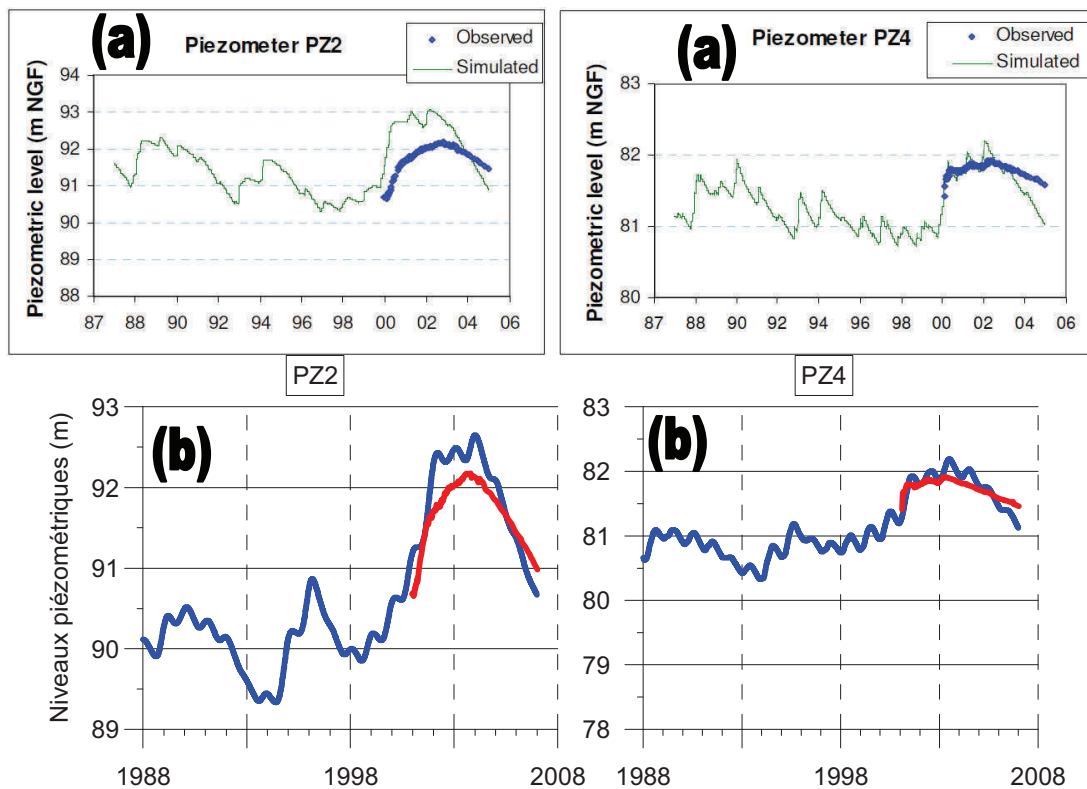 (a)
Piezometer PZ2
Observed
Simulated
Piezometric level (m NGF)
94
93
92
91
90
89
88
87 88 90 92 94 96 98 00 02 04 06
(a)
Piezometer PZ4
Observed
Simulated
Piezometric level (m NGF)
83
82
81
80
87 88 90 92 94 96 98 00 02 04 06
PZ2
(b)
Niveaux piézométriques (m)
93
92
91
90
89
1988 1998 2008
PZ4
(b)
83
82
81
80
79
78
1988 1998 2008